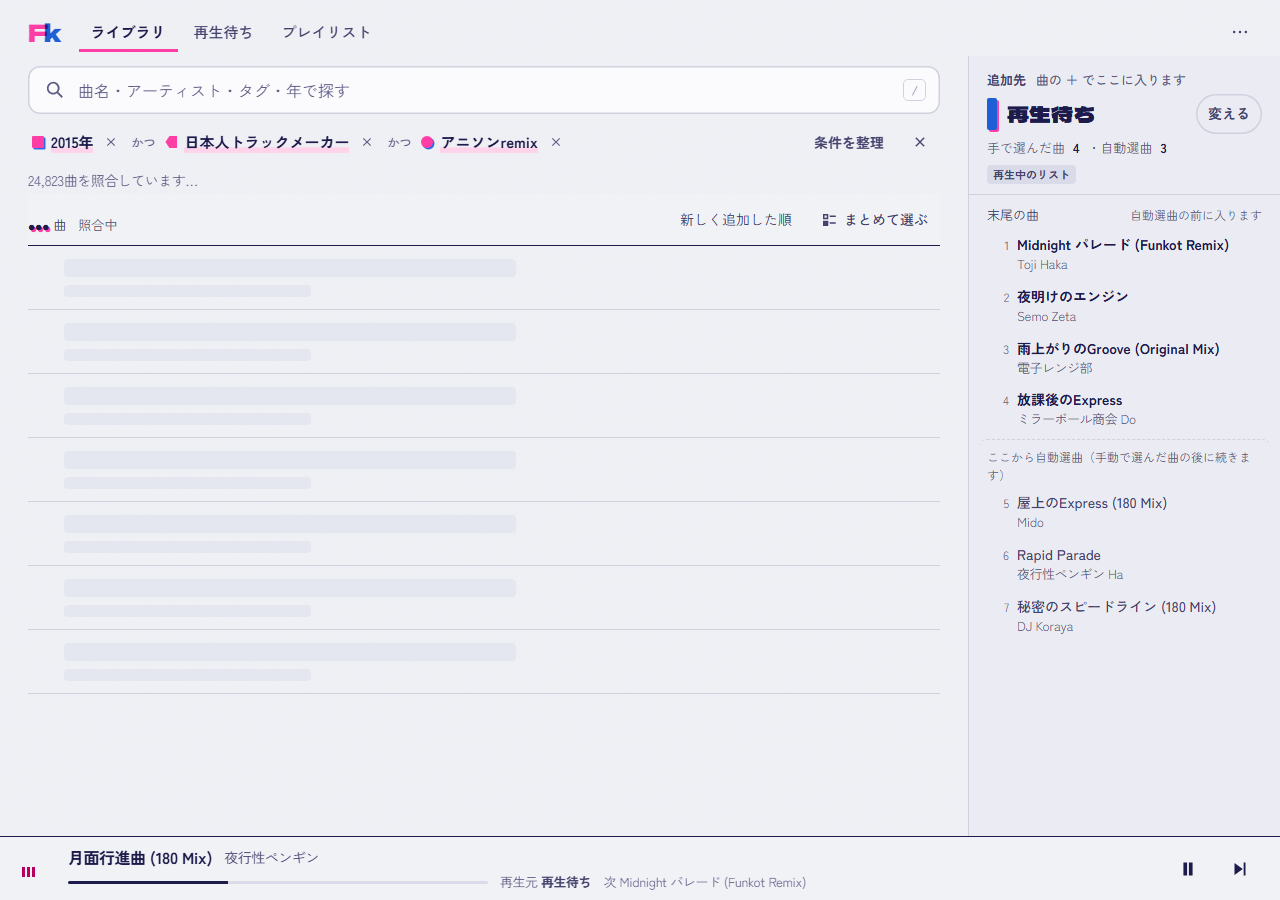 Fk ライブラリ 再生待ち プレイリスト ...
曲名・アーティスト・タグ・年で探す /
2015年 × かつ 日本人トラックメーカー × かつ アニソンremix × 条件を整理 ×
24,823曲を照合しています…
曲 照合中 新しく追加した順 まとめて選ぶ
追加先 曲の ＋ でここに入ります
再生待ち 変える
手で選んだ曲 4 ・自動選曲 3
再生中のリスト
末尾の曲 自動選曲の前に入ります
1 Midnight パレード (Funkot Remix)
Toji Haka
2 夜明けのエンジン
Semo Zeta
3 雨上がりのGroove (Original Mix)
電子レンジ部
4 放課後のExpress
ミラーボール商会 Do
ここから自動選曲（手動で選んだ曲の後に続きま
す）
5 屋上のExpress (180 Mix)
Mido
6 Rapid Parade
夜行性ペンギン Ha
7 秘密のスピードライン (180 Mix)
DJ Koraya
月面行進曲 (180 Mix) 夜行性ペンギン
再生元 再生待ち 次 Midnight パレード (Funkot Remix)